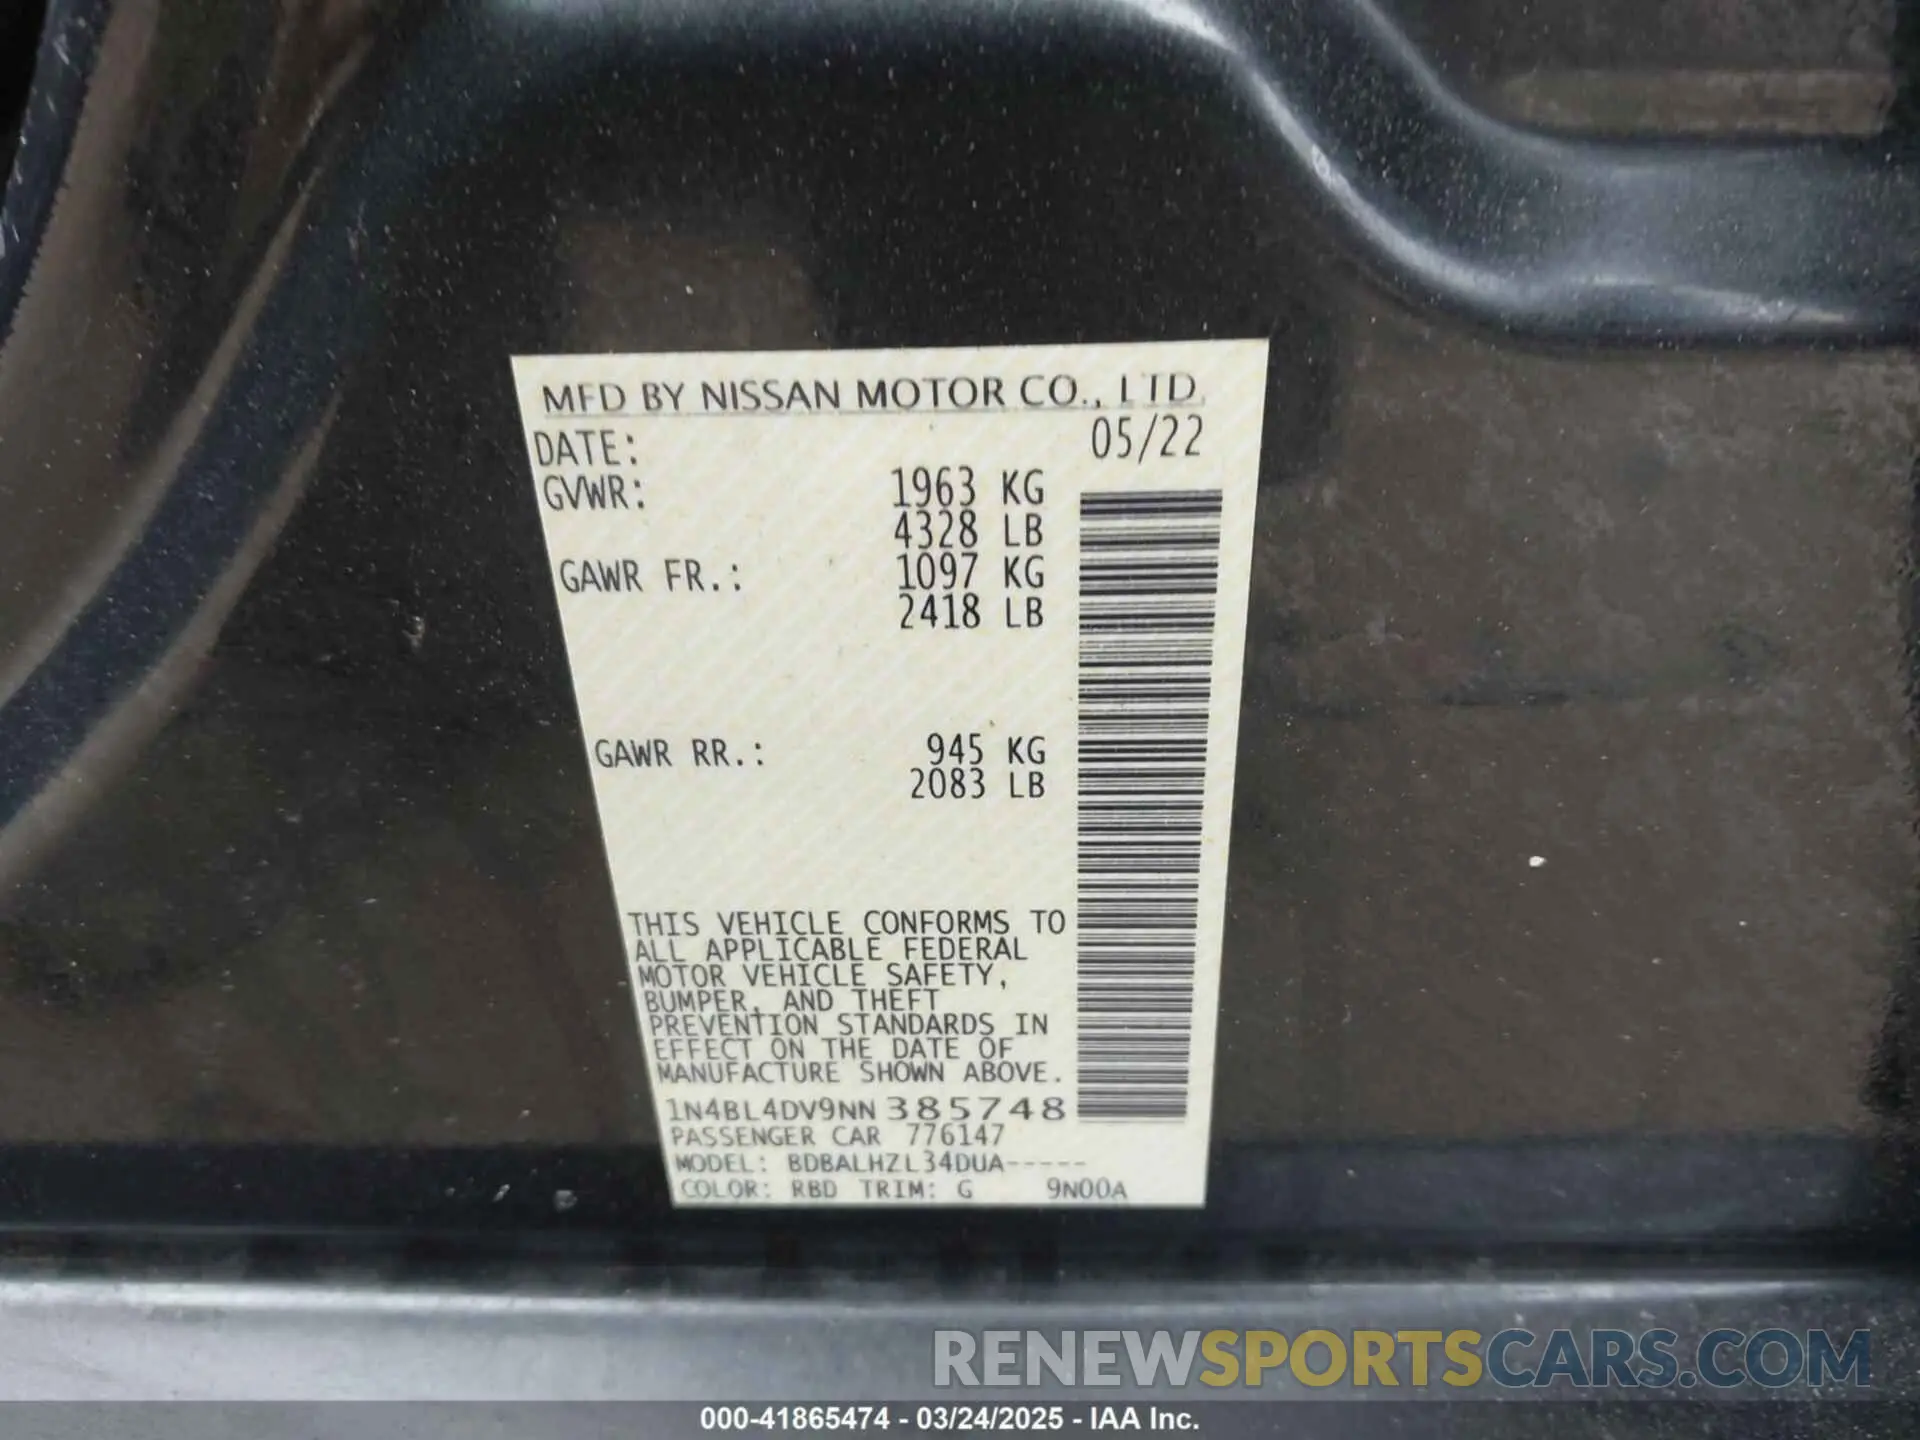 MFD BY NISSAN MOTOR CO., LTD.
DATE: 05/22
GVWR: 1963 KG
4328 LB
GAWR FR.: 1097 KG
2418 LB
GAWR RR.: 945 KG
2083 LB
THIS VEHICLE CONFORMS TO
ALL APPLICABLE FEDERAL
MOTOR VEHICLE SAFETY,
BUMPER, AND THEFT
PREVENTION STANDARDS IN
EFFECT ON THE DATE OF
MANUFACTURE SHOWN ABOVE.
1N4BL4DV9NN385748
PASSENGER CAR 776147
MODEL: BDBALHZL34DUA-----
COLOR: RBD TRIM: G 9N00A
RENEWSPORTSCARS.COM
000-41865474 - 03/24/2025 - IAA Inc.